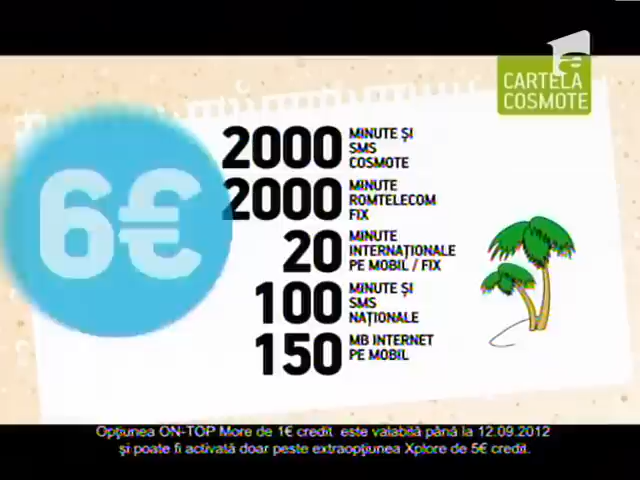 CARTELA
COSMOTE
6€
2000 MINUTE ȘI
SMS
COSMOTE
2000 MINUTE
ROMTELECOM
FIX
20 MINUTE
INTERNAȚIONALE
PE MOBIL / FIX
100 MINUTE ȘI
SMS
NAȚIONALE
150 MB INTERNET
PE MOBIL
Opțiunea ON-TOP More de 1€ credit este valabilă până la 12.09.2012
și poate fi activată doar peste extraopțiunea Xplore de 5€ credit.